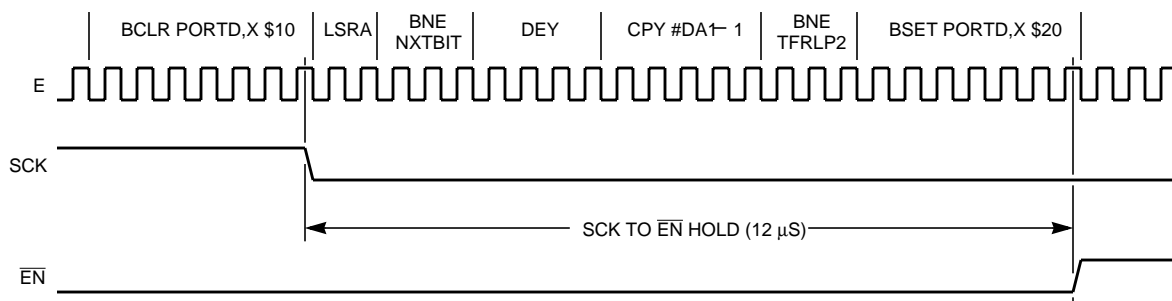 BCLR PORTD,X $10
LSRA
BNE
NXTBIT
DEY
CPY #DA1– 1
BNE
TFRLP2
BSET PORTD,X $20
E
SCK
SCK TO EN HOLD (12 μS)
EN